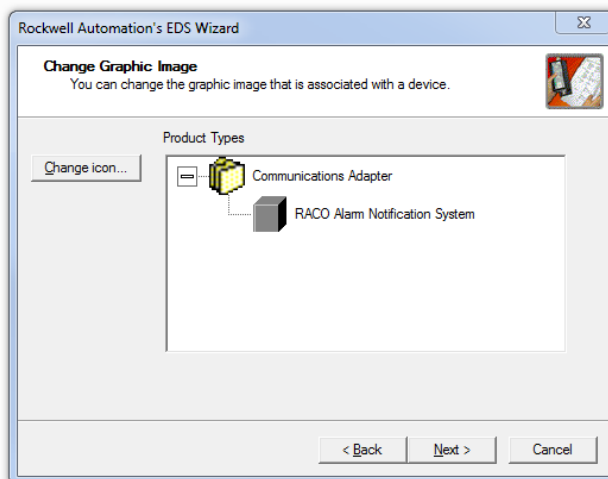 Rockwell Automation's EDS Wizard
Change Graphic Image
You can change the graphic image that is associated with a device.
Product Types
Change icon...
Communications Adapter
RACO Alarm Notification System
< Back Next > Cancel